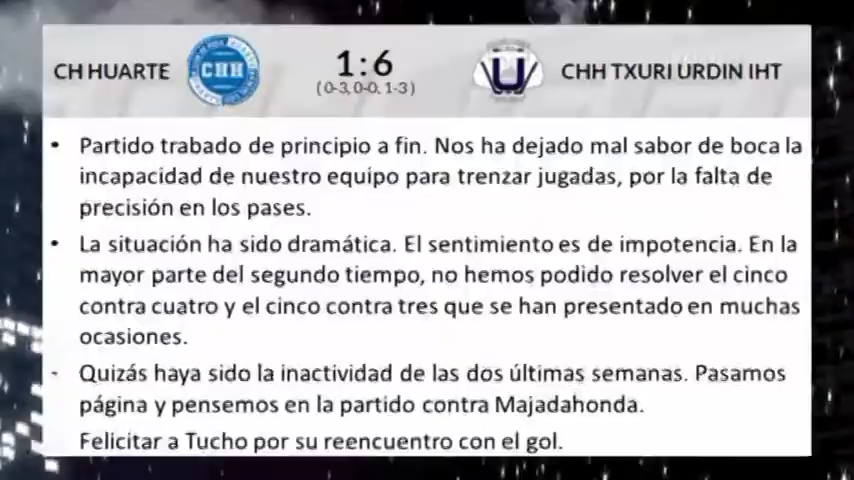 CH HUARTE CHH 1:6 U CHH TXURI URDIN IHT
( 0-3, 0-0, 1-3 )
• Partido trabado de principio a fin. Nos ha dejado mal sabor de boca la
incapacidad de nuestro equipo para trenzar jugadas, por la falta de
precisión en los pases.
• La situación ha sido dramática. El sentimiento es de impotencia. En la
mayor parte del segundo tiempo, no hemos podido resolver el cinco
contra cuatro y el cinco contra tres que se han presentado en muchas
ocasiones.
- Quizás haya sido la inactividad de las dos últimas semanas. Pasamos
página y pensemos en la partido contra Majadahonda.
Felicitar a Tucho por su reencuentro con el gol.